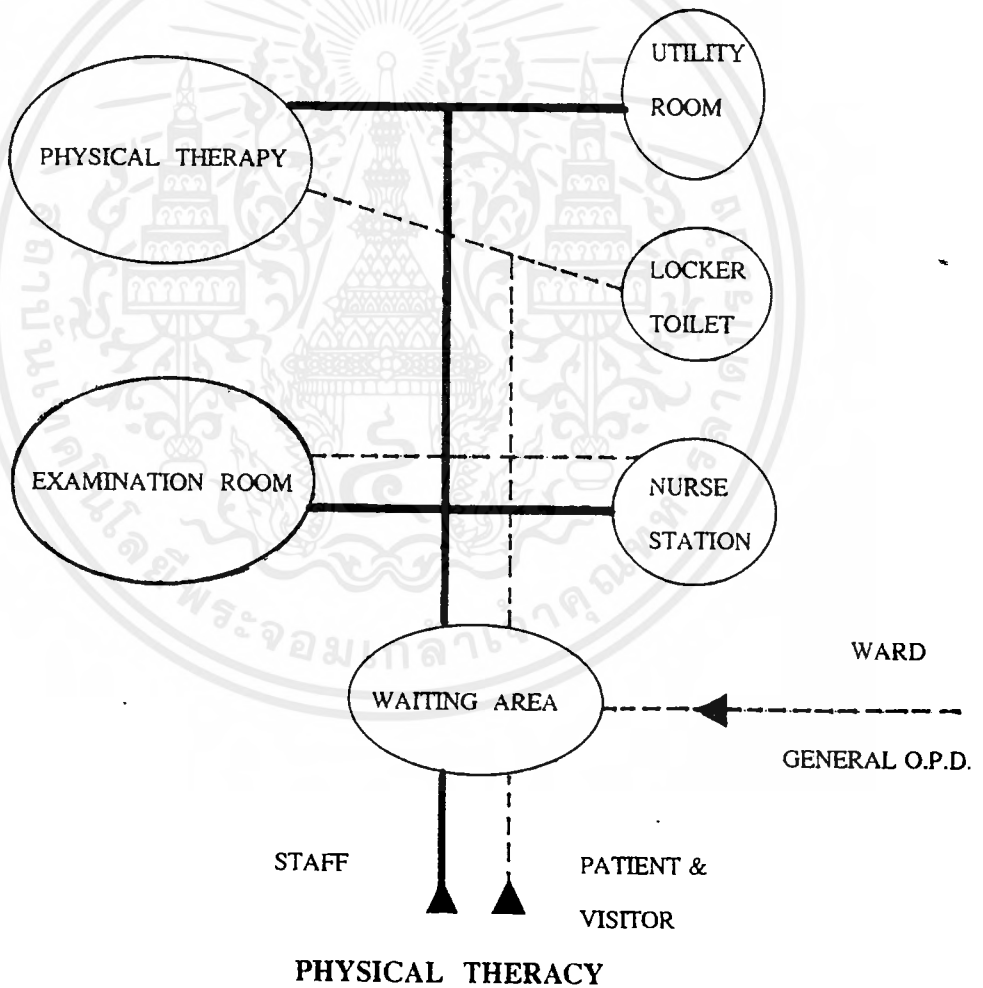 UTILITY
ROOM
PHYSICAL THERAPY
LOCKER
TOILET
EXAMINATION ROOM
NURSE
STATION
WAITING AREA
WARD
GENERAL O.P.D.
STAFF
PATIENT &
VISITOR
PHYSICAL THERACY